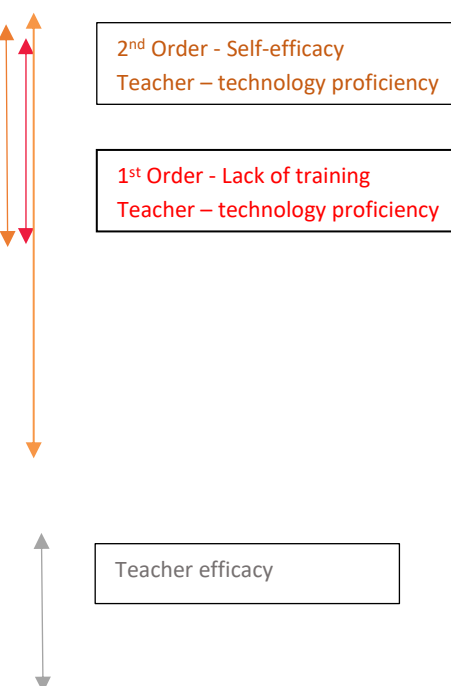 2nd Order - Self-efficacy
Teacher – technology proficiency
1st Order - Lack of training
Teacher – technology proficiency
Teacher efficacy